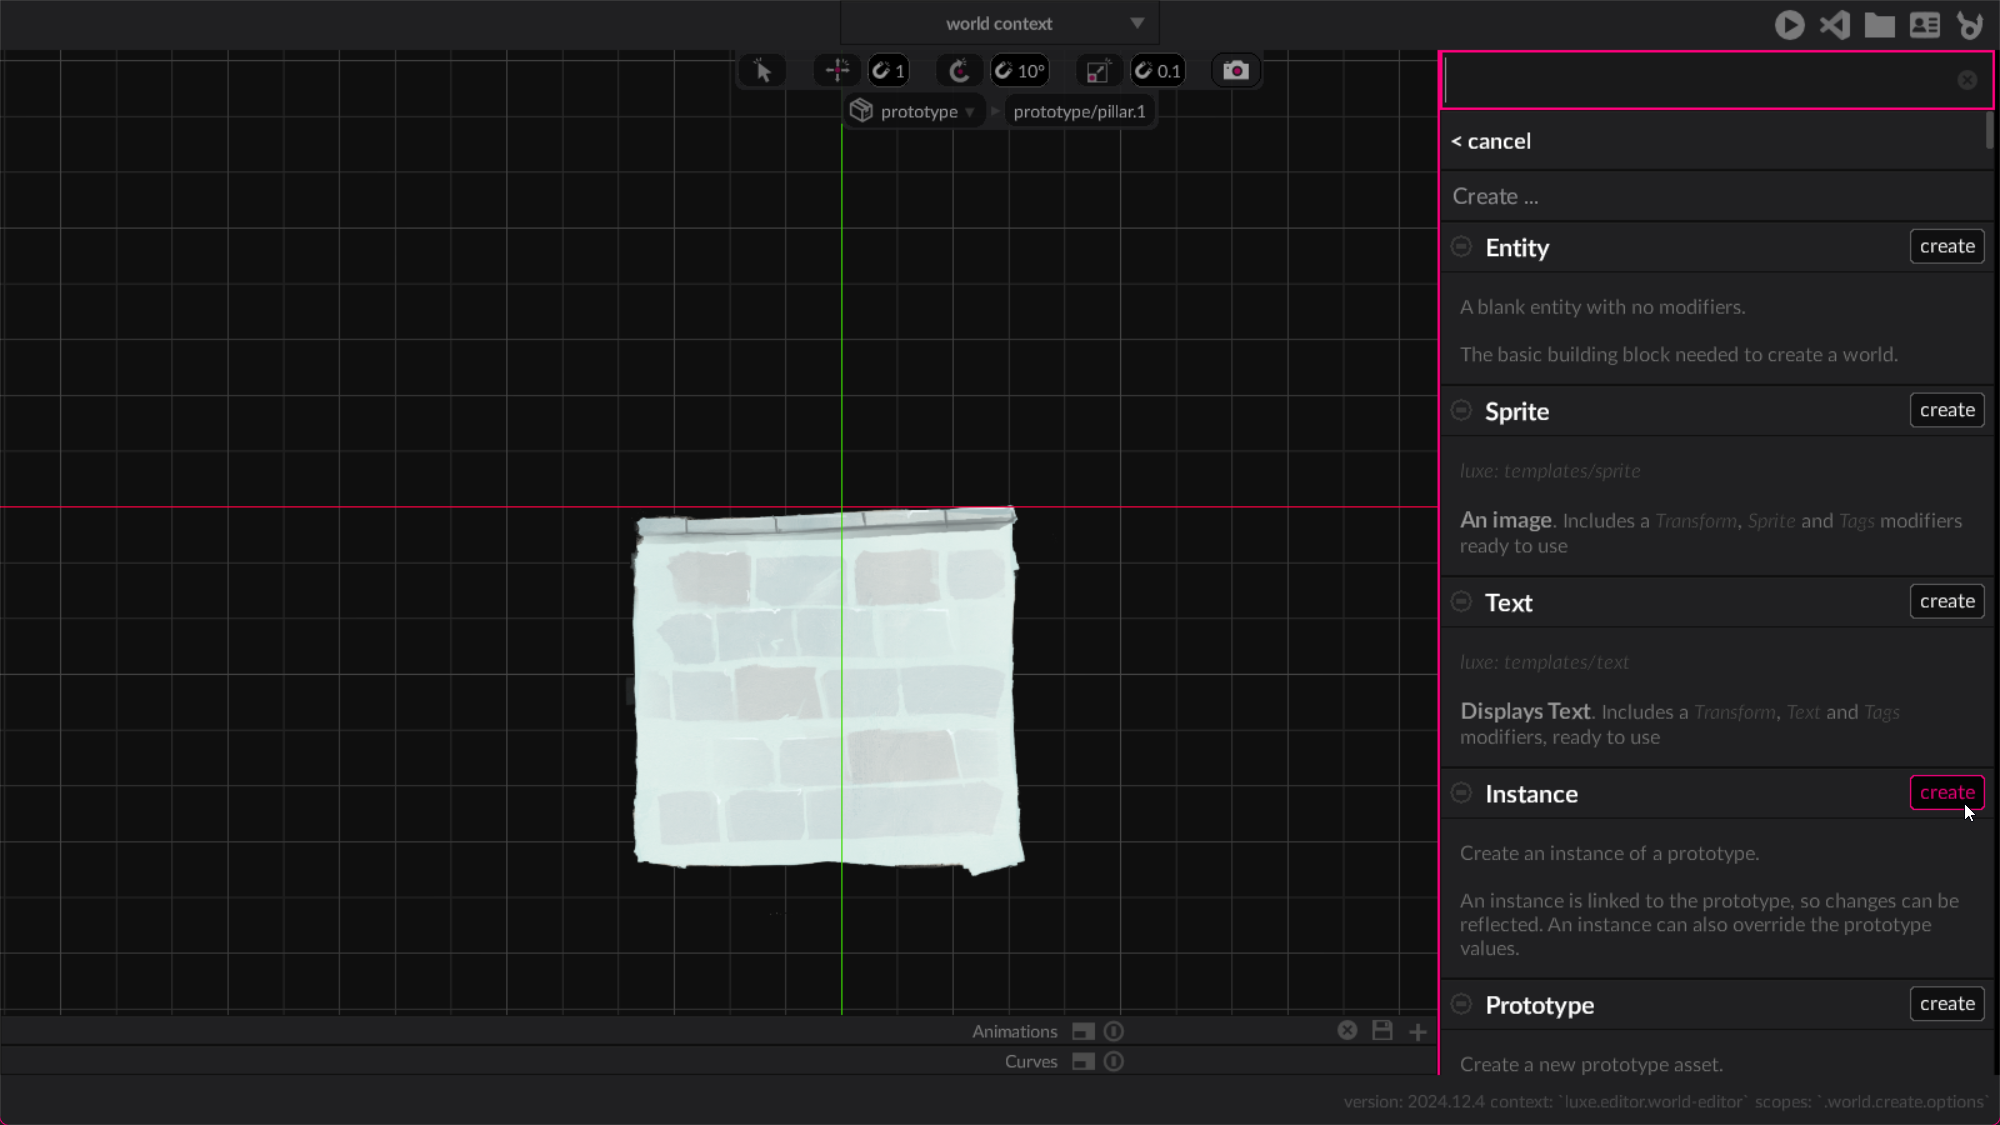 world context
1
10°
0.1
prototype
prototype/pillar.1
< cancel
Create ...
Entity
create
A blank entity with no modifiers.
The basic building block needed to create a world.
Sprite
create
luxe: templates/sprite
An image. Includes a Transform, Sprite and Tags modifiers
ready to use
Text
create
luxe: templates/text
Displays Text. Includes a Transform, Text and Tags
modifiers, ready to use
Instance
create
Create an instance of a prototype.
An instance is linked to the prototype, so changes can be
reflected. An instance can also override the prototype
values.
Prototype
create
Create a new prototype asset.
Animations
Curves
version: 2024.12.4 context: `luxe.editor.world-editor` scopes: `.world.create.options`